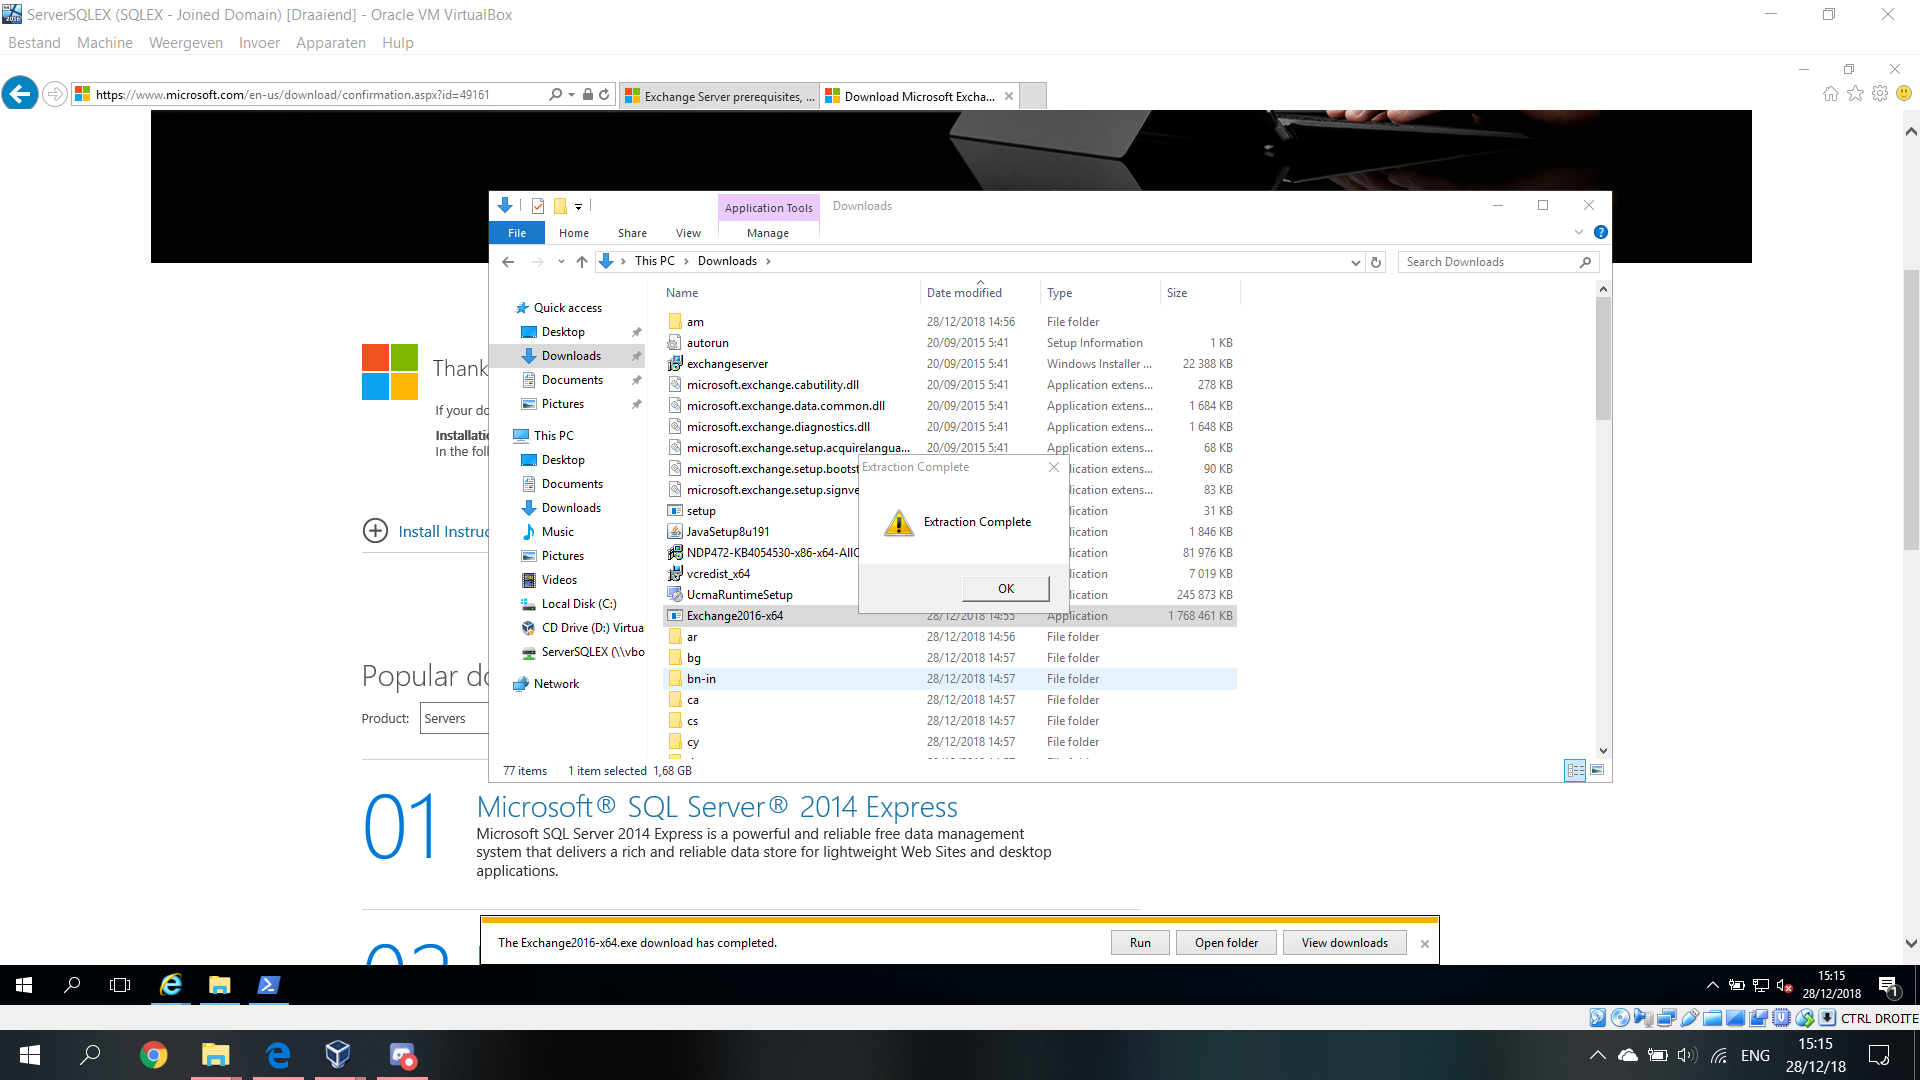 ServerSQLEX (SQLEX - Joined Domain) [Draaiend] - Oracle VM VirtualBox
Bestand Machine Weergeven Invoer Apparaten Hulp
https://www.microsoft.com/en-us/download/confirmation.aspx?id=49161
Exchange Server prerequisites, ...
Download Microsoft Excha...
Application Tools
Downloads
File Home Share View Manage
This PC Downloads
Search Downloads
Name Date modified Type Size
Quick access
Desktop
Downloads
Documents
Pictures
This PC
Desktop
Documents
Downloads
Music
Pictures
Videos
Local Disk (C:)
CD Drive (D:) Virtua
ServerSQLEX (\\vbo
Network
am 28/12/2018 14:56 File folder
autorun 20/09/2015 5:41 Setup Information 1 KB
exchangeserver 20/09/2015 5:41 Windows Installer ... 22 388 KB
microsoft.exchange.cabutility.dll 20/09/2015 5:41 Application extens... 278 KB
microsoft.exchange.data.common.dll 20/09/2015 5:41 Application extens... 1 684 KB
microsoft.exchange.diagnostics.dll 20/09/2015 5:41 Application extens... 1 648 KB
microsoft.exchange.setup.acquirelangua... 20/09/2015 5:41 Application extens... 68 KB
microsoft.exchange.setup.bootst lication extens... 90 KB
microsoft.exchange.setup.signve lication extens... 83 KB
setup lication 31 KB
JavaSetup8u191 lication 1 846 KB
NDP472-KB4054530-x86-x64-AllO lication 81 976 KB
vcredist_x64 lication 7 019 KB
UcmaRuntimeSetup lication 245 873 KB
Exchange2016-x64 28/12/2018 14:55 Application 1 768 461 KB
ar 28/12/2018 14:56 File folder
bg 28/12/2018 14:57 File folder
bn-in 28/12/2018 14:57 File folder
ca 28/12/2018 14:57 File folder
cs 28/12/2018 14:57 File folder
cy 28/12/2018 14:57 File folder
77 items 1 item selected 1,68 GB
Extraction Complete
Extraction Complete
OK
Thank
If your do
Installatio
In the foll
Install Instruc
Popular do
Product: Servers
01
Microsoft® SQL Server® 2014 Express
Microsoft SQL Server 2014 Express is a powerful and reliable free data management
system that delivers a rich and reliable data store for lightweight Web Sites and desktop
applications.
02
The Exchange2016-x64.exe download has completed.
Run Open folder View downloads
15:15
28/12/2018
1
CTRL DROITE
ENG
15:15
28/12/18